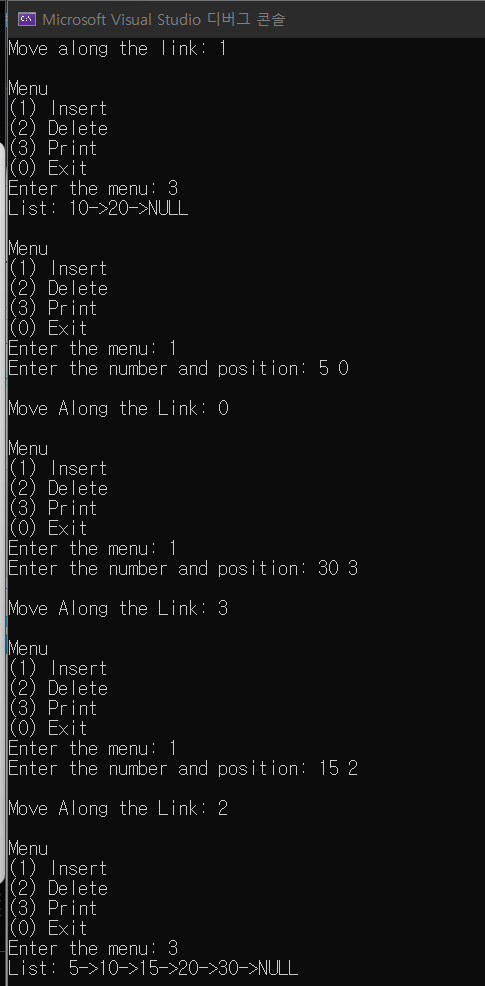 Microsoft Visual Studio 디버그 콘솔
Move along the link: 1
Menu
(1) Insert
(2) Delete
(3) Print
(0) Exit
Enter the menu: 3
List: 10->20->NULL
Menu
(1) Insert
(2) Delete
(3) Print
(0) Exit
Enter the menu: 1
Enter the number and position: 5 0
Move Along the Link: 0
Menu
(1) Insert
(2) Delete
(3) Print
(0) Exit
Enter the menu: 1
Enter the number and position: 30 3
Move Along the Link: 3
Menu
(1) Insert
(2) Delete
(3) Print
(0) Exit
Enter the menu: 1
Enter the number and position: 15 2
Move Along the Link: 2
Menu
(1) Insert
(2) Delete
(3) Print
(0) Exit
Enter the menu: 3
List: 5->10->15->20->30->NULL